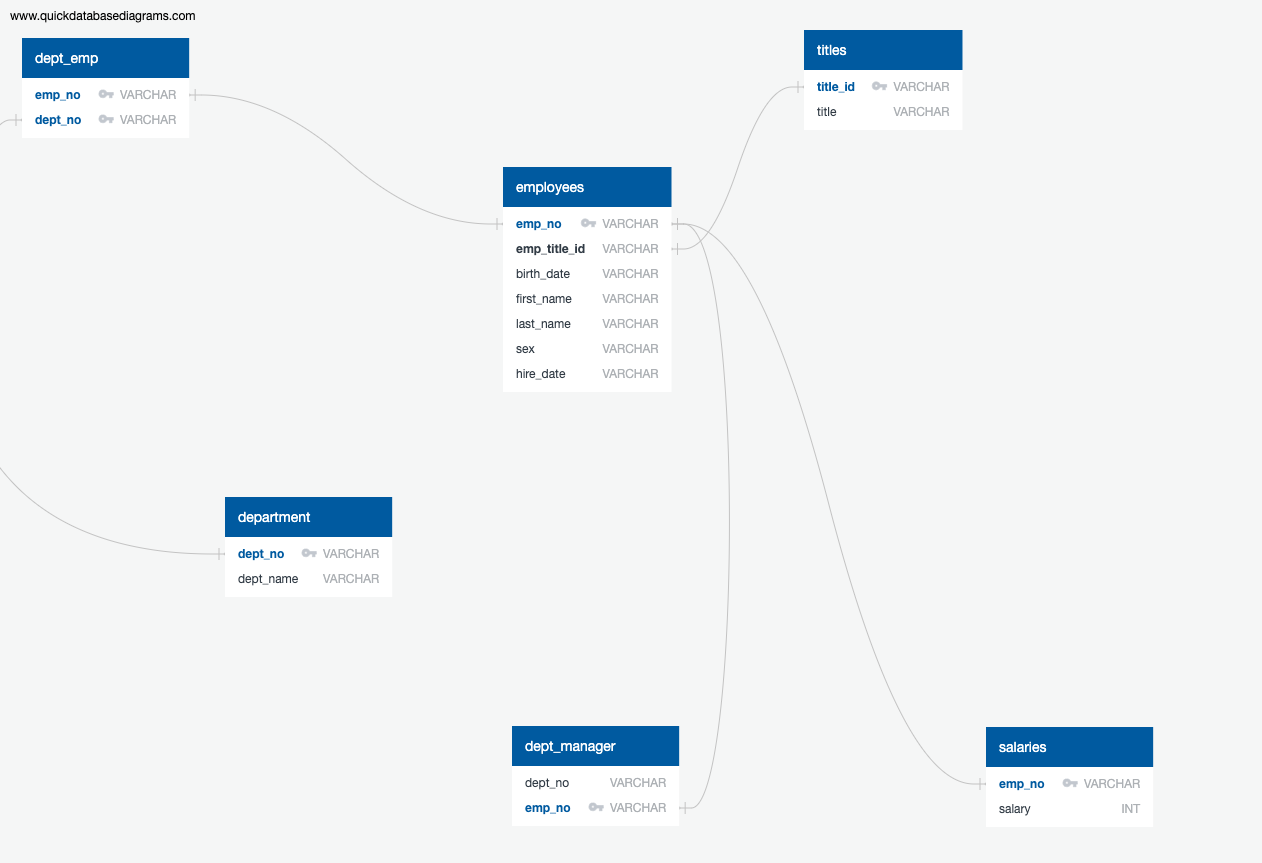 www.quickdatabasediagrams.com
dept_emp
emp_no VARCHAR
dept_no VARCHAR
titles
title_id VARCHAR
title VARCHAR
employees
emp_no VARCHAR
emp_title_id VARCHAR
birth_date VARCHAR
first_name VARCHAR
last_name VARCHAR
sex VARCHAR
hire_date VARCHAR
department
dept_no VARCHAR
dept_name VARCHAR
dept_manager
dept_no VARCHAR
emp_no VARCHAR
salaries
emp_no VARCHAR
salary INT